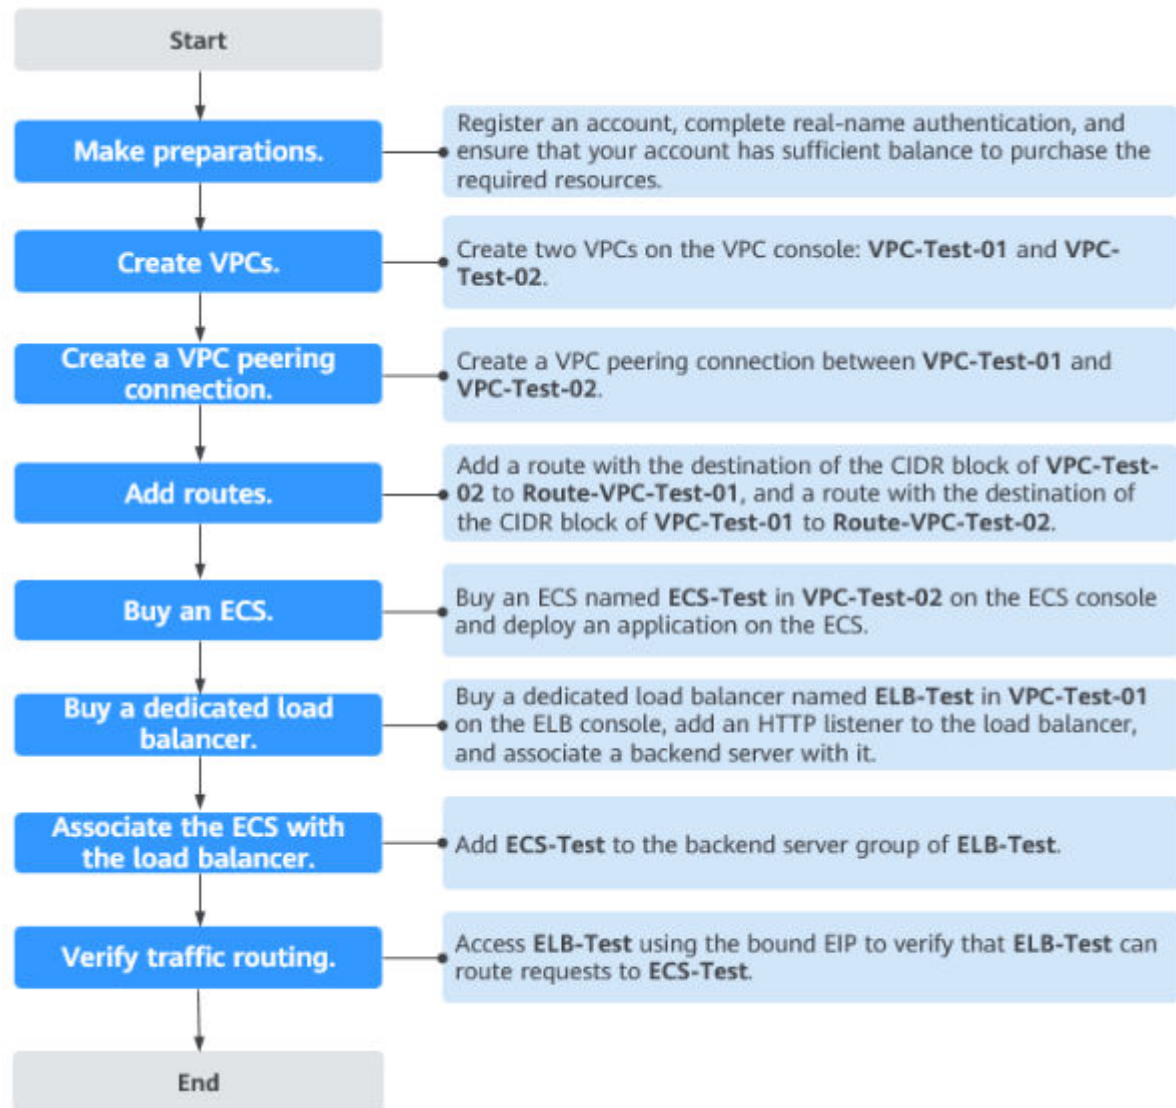 Start
Make preparations.
Register an account, complete real-name authentication, and
ensure that your account has sufficient balance to purchase the
required resources.
Create VPCs.
Create two VPCs on the VPC console: VPC-Test-01 and VPC-
Test-02.
Create a VPC peering
connection.
Create a VPC peering connection between VPC-Test-01 and
VPC-Test-02.
Add routes.
Add a route with the destination of the CIDR block of VPC-Test-
02 to Route-VPC-Test-01, and a route with the destination of
the CIDR block of VPC-Test-01 to Route-VPC-Test-02.
Buy an ECS.
Buy an ECS named ECS-Test in VPC-Test-02 on the ECS console
and deploy an application on the ECS.
Buy a dedicated load
balancer.
Buy a dedicated load balancer named ELB-Test in VPC-Test-01
on the ELB console, add an HTTP listener to the load balancer,
and associate a backend server with it.
Associate the ECS with
the load balancer.
Add ECS-Test to the backend server group of ELB-Test.
Verify traffic routing.
Access ELB-Test using the bound EIP to verify that ELB-Test can
route requests to ECS-Test.
End